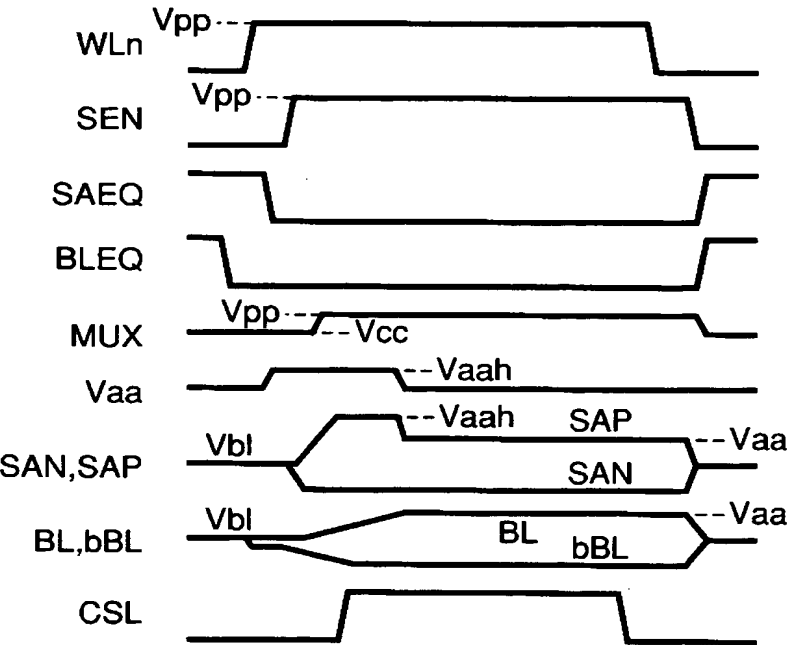 WLn Vpp
SEN Vpp
SAEQ
BLEQ
MUX Vpp Vcc
Vaa Vaah
SAN,SAP Vbl Vaah SAP SAN Vaa
BL,bBL Vbl BL bBL Vaa
CSL